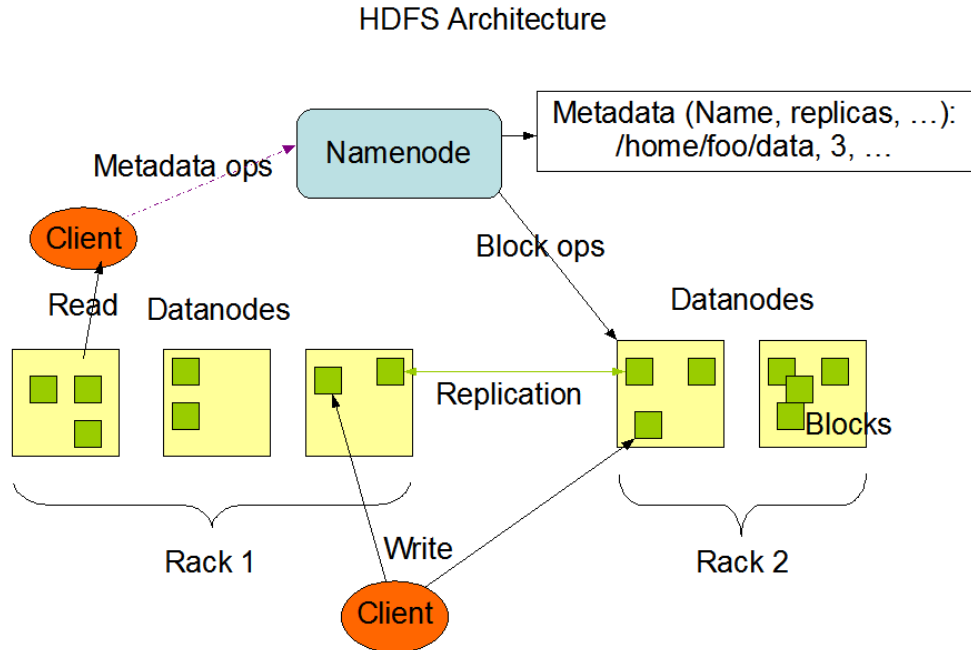 HDFS Architecture
Metadata (Name, replicas, …):
/home/foo/data, 3, …
Namenode
Metadata ops
Client
Block ops
Read
Datanodes
Datanodes
Replication
Blocks
Rack 1
Write
Rack 2
Client